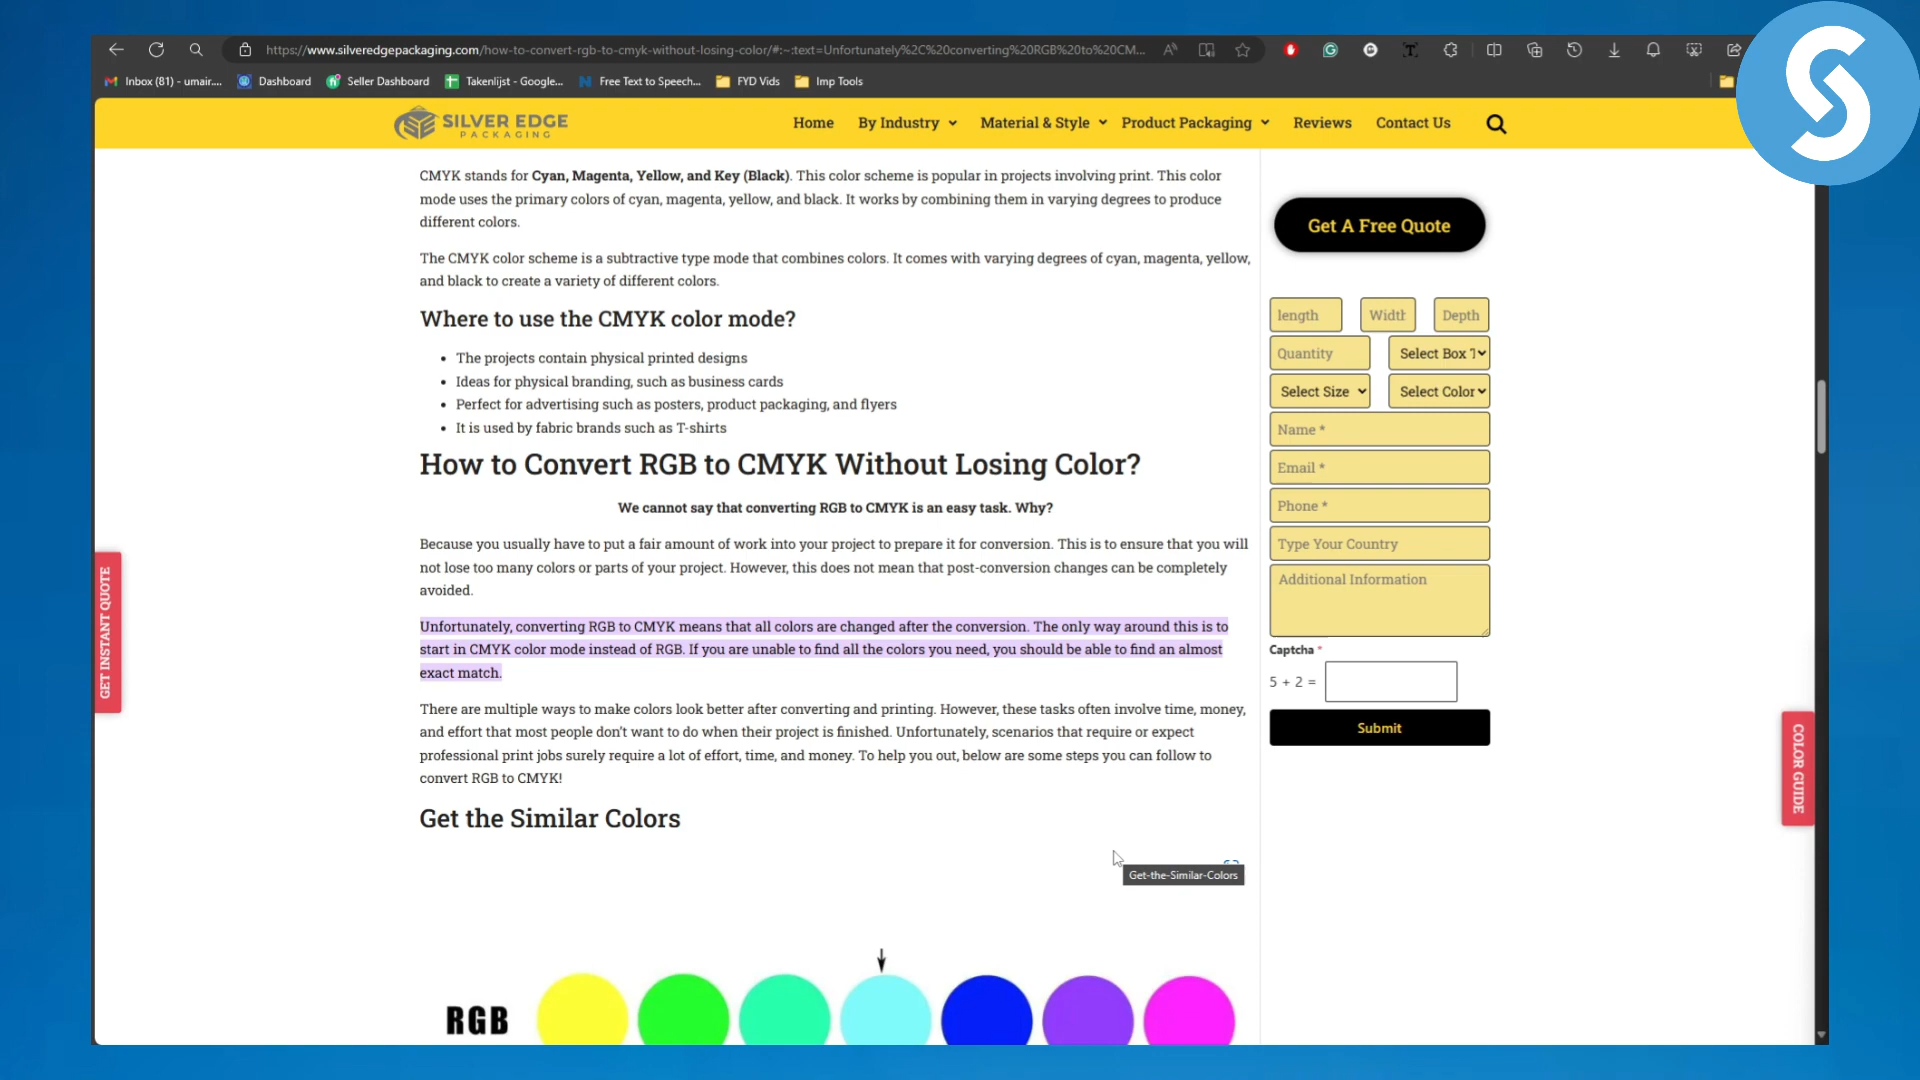 https://www.silveredgepackaging.com/how-to-convert-rgb-to-cmyk-without-losing-color/#:~:text=Unfortunately%2C%20converting%20RGB%20to%20CM...
Inbox (81) - umair....
Dashboard
Seller Dashboard
Takenlijst - Google...
Free Text to Speech...
FYD Vids
Imp Tools
SILVER EDGE
PACKAGING
Home
By Industry
Material & Style
Product Packaging
Reviews
Contact Us
CMYK stands for Cyan, Magenta, Yellow, and Key (Black). This color scheme is popular in projects involving print. This color
mode uses the primary colors of cyan, magenta, yellow, and black. It works by combining them in varying degrees to produce
different colors.
The CMYK color scheme is a subtractive type mode that combines colors. It comes with varying degrees of cyan, magenta, yellow,
and black to create a variety of different colors.
Where to use the CMYK color mode?
• The projects contain physical printed designs
• Ideas for physical branding, such as business cards
• Perfect for advertising such as posters, product packaging, and flyers
• It is used by fabric brands such as T-shirts
How to Convert RGB to CMYK Without Losing Color?
We cannot say that converting RGB to CMYK is an easy task. Why?
Because you usually have to put a fair amount of work into your project to prepare it for conversion. This is to ensure that you will
not lose too many colors or parts of your project. However, this does not mean that post-conversion changes can be completely
avoided.
Unfortunately, converting RGB to CMYK means that all colors are changed after the conversion. The only way around this is to
start in CMYK color mode instead of RGB. If you are unable to find all the colors you need, you should be able to find an almost
exact match.
There are multiple ways to make colors look better after converting and printing. However, these tasks often involve time, money,
and effort that most people don't want to do when their project is finished. Unfortunately, scenarios that require or expect
professional print jobs surely require a lot of effort, time, and money. To help you out, below are some steps you can follow to
convert RGB to CMYK!
Get the Similar Colors
Get-the-Similar-Colors
RGB
Get A Free Quote
length
Width
Depth
Quantity
Select Box T
Select Size
Select Color
Name *
Email *
Phone *
Type Your Country
Additional Information
Captcha *
5 + 2 =
Submit
GET INSTANT QUOTE
COLOR GUIDE